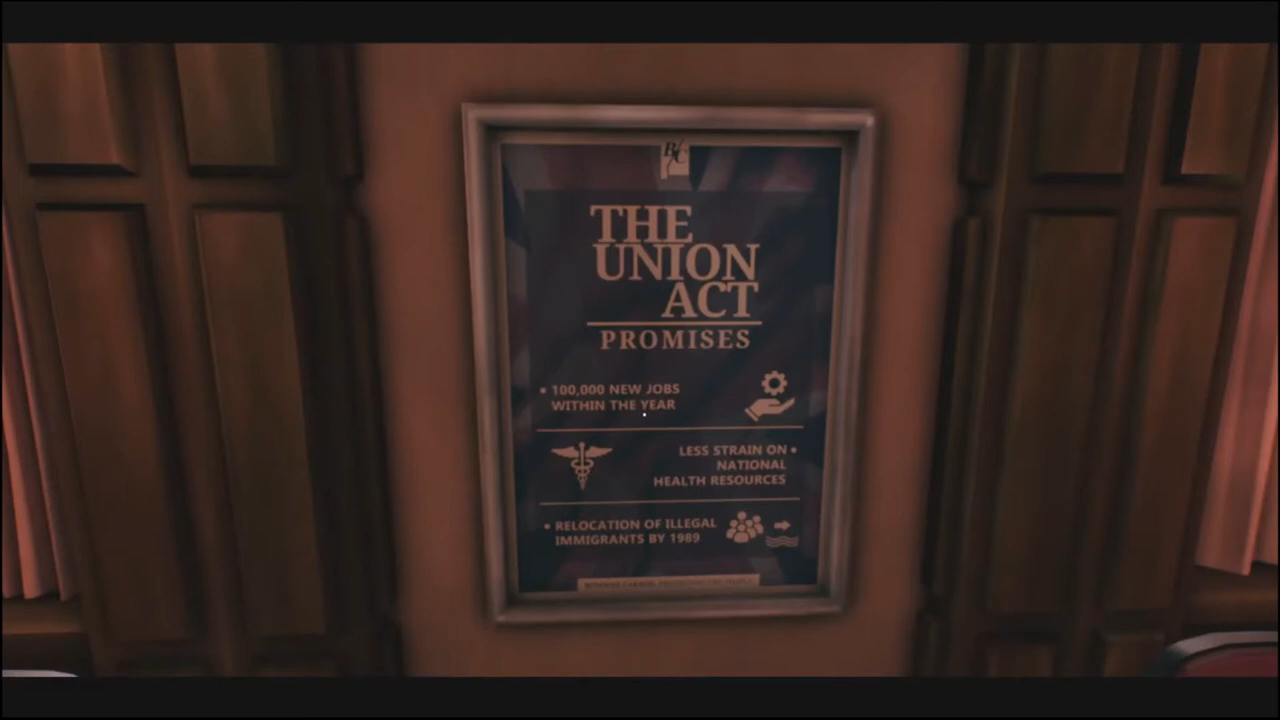 B/C
THE
UNION
ACT
PROMISES
• 100,000 NEW JOBS
WITHIN THE YEAR
LESS STRAIN ON •
NATIONAL
HEALTH RESOURCES
• RELOCATION OF ILLEGAL
IMMIGRANTS BY 1989